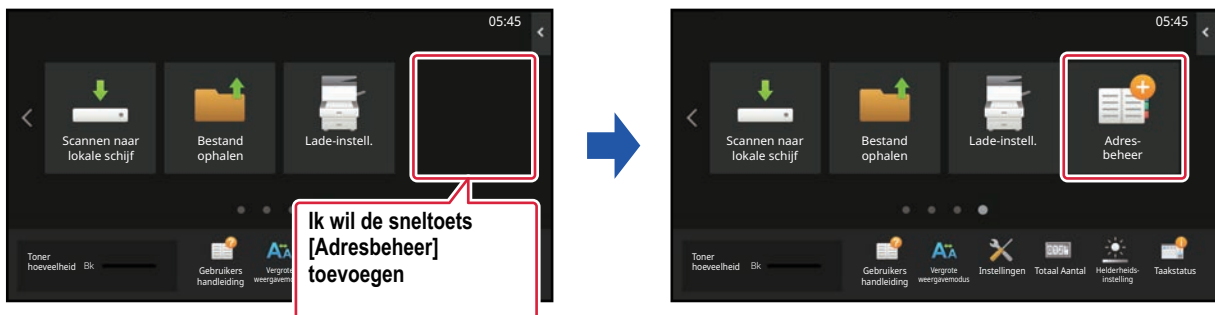 05:45
Scannen naar
lokale schijf
Bestand
ophalen
Lade-instell.
Ik wil de sneltoets
[Adresbeheer]
toevoegen
Toner
hoeveelheid Bk
Gebruikers
handleiding
Vergrote
weergavemodus
05:45
Scannen naar
lokale schijf
Bestand
ophalen
Lade-instell.
Adres-
beheer
Toner
hoeveelheid Bk
Gebruikers
handleiding
Vergrote
weergavemodus
Instellingen
Totaal Aantal
Helderheids-
instelling
Taakstatus